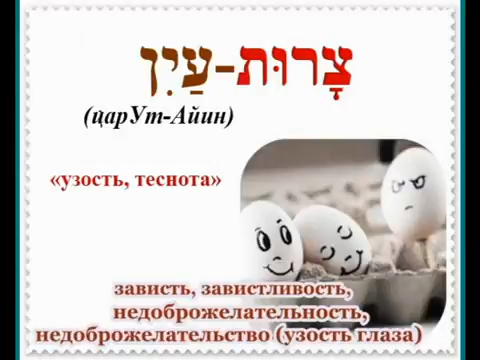 צָרוּת-עַיִן
(царУт-Айин)
«узость, теснота»
зависть, завистливость,
недоброжелательность,
недоброжелательство (узость глаза)